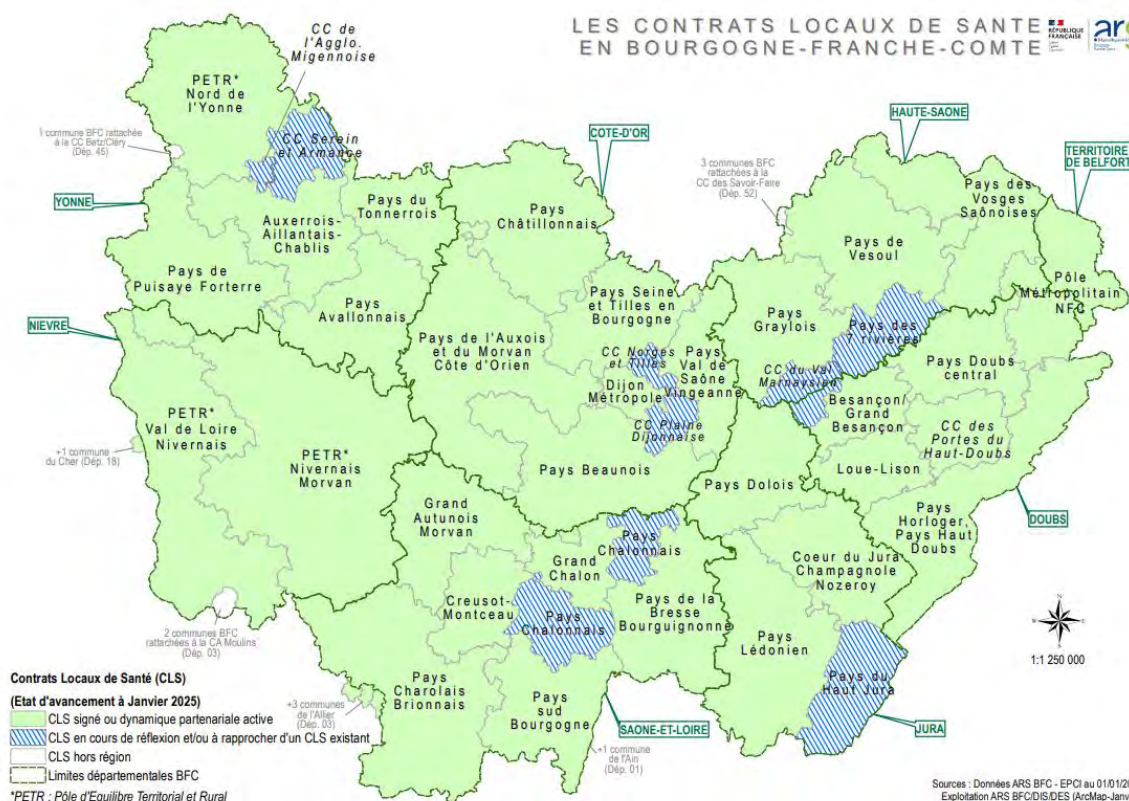 LES CONTRATS LOCAUX DE SANTE
EN BOURGOGNE-FRANCHE-COMTE
RÉPUBLIQUE
FRANÇAISE
CC de
l'Agglo.
Migennoise
PETR*
Nord de
l'Yonne
1 commune BFC rattachée
à la CC Betz/Cléry
(Dép. 45)
CC Serein
et Armance
COTE-D'OR
HAUTE-SAONE
TERRITOIRE
DE BELFORT
3 communes BFC
rattachées à la
CC des Savoir-Faire
(Dép. 52)
YONNE
Pays du
Tonnerrois
Auxerrois-
Aillantais-
Chablis
Pays
Châtillonnais
Pays des
Vosges
Saônoises
Pays de
Vesoul
Pays de
Puisaye Forterre
Pays
Avallonnais
Pays Seine
et Tilles en
Bourgogne
Pôle
Métropolitain
NFC
NIEVRE
Pays de l'Auxois
et du Morvan
Côte d'Orien
CC Norges
et Tilles
Pays
Val de
Saône
Vingeanne
Pays
Graylois
Pays des
7 rivières
Dijon
Métropole
CC du Val
Marnaysien
Pays Doubs
central
CC Plaine
Dijonnaise
Besançon/
Grand
Besançon
PETR*
Val de Loire
Nivernais
CC des
Portes du
Haut-Doubs
+1 commune
du Cher (Dép. 18)
PETR*
Nivernais
Morvan
Pays Beaunois
Loue-Lison
Pays Dolois
Grand
Autunois
Morvan
DOUBS
Pays
Horloger,
Pays Haut
Doubs
Pays
Chalonnais
Grand
Chalon
Coeur du Jura
Champagnole
Nozeroy
Creusot-
Montceau
Pays
Chalonnais
Pays de la
Bresse
Bourguignonne
2 communes BFC
rattachées à la CA Moulins
(Dép. 03)
Pays
Lédonien
1:1 250 000
Pays
Charolais
Brionnais
Pays du
Haut Jura
+3 communes
de l'Allier
(Dép. 03)
Pays
sud
Bourgogne
SAONE-ET-LOIRE
JURA
+1 commune
de l'Ain
(Dép. 01)
Contrats Locaux de Santé (CLS)
(Etat d'avancement à Janvier 2025)
CLS signé ou dynamique partenariale active
CLS en cours de réflexion et/ou à rapprocher d'un CLS existant
CLS hors région
Limites départementales BFC
*PETR : Pôle d'Equilibre Territorial et Rural
Sources : Données ARS BFC - EPCI au 01/01/20
Exploitation ARS BFC/DIS/DES (ArcMap-Janv